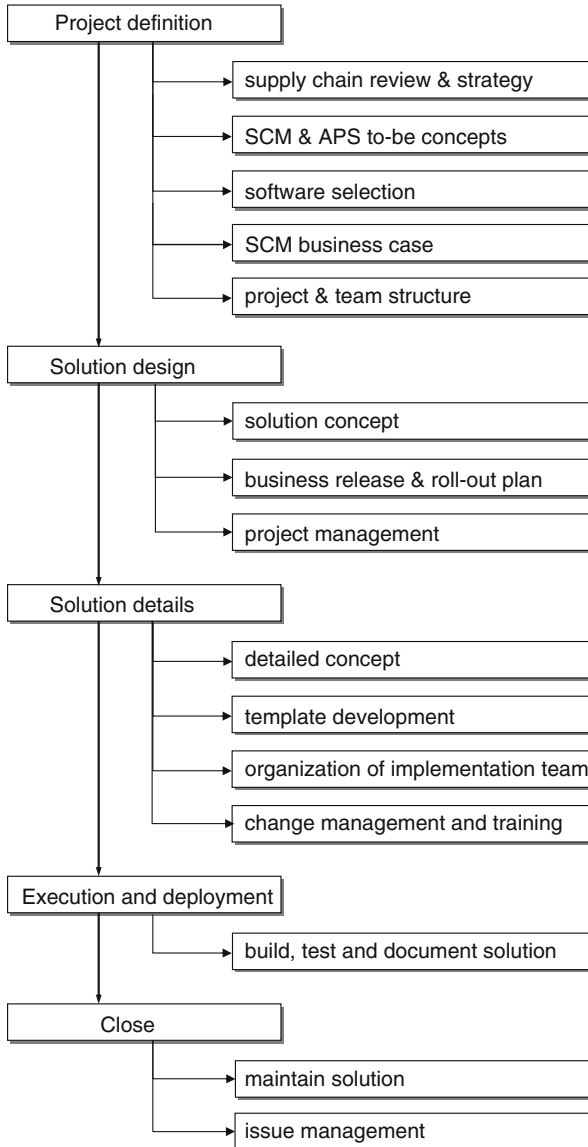 Project definition
supply chain review & strategy
SCM & APS to-be concepts
software selection
SCM business case
project & team structure
Solution design
solution concept
business release & roll-out plan
project management
Solution details
detailed concept
template development
organization of implementation team
change management and training
Execution and deployment
build, test and document solution
Close
maintain solution
issue management